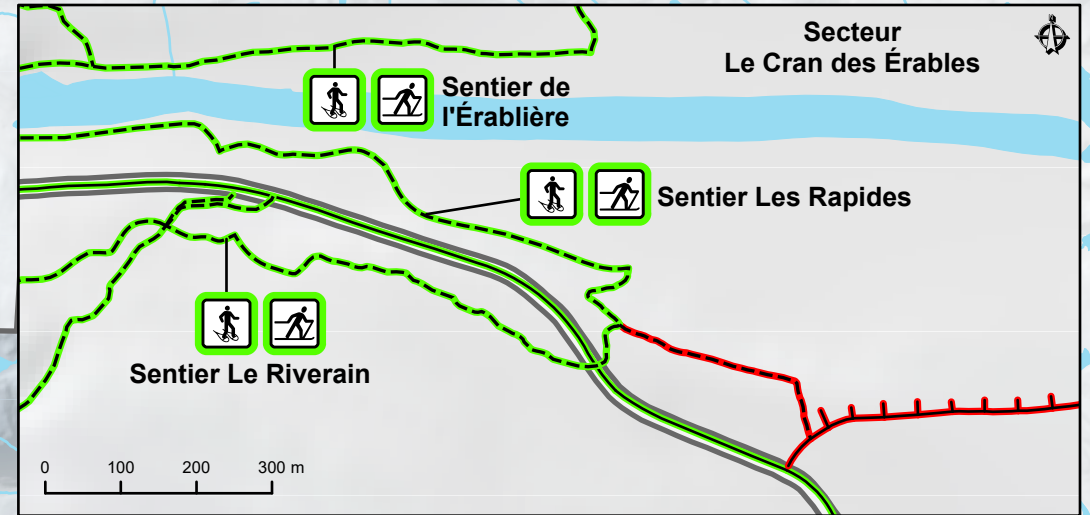 Secteur
Le Cran des Érables
Sentier de
l'Érablière
Sentier Les Rapides
Sentier Le Riverain
0 100 200 300 m